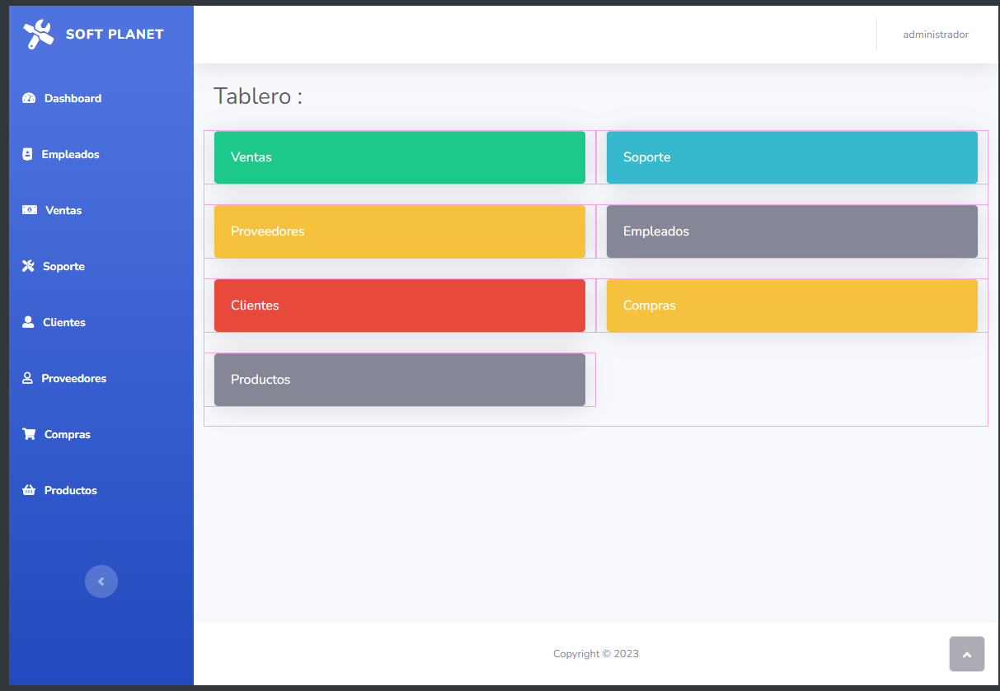 SOFT PLANET
Dashboard
Empleados
Ventas
Soporte
Clientes
Proveedores
Compras
Productos
administrador
Tablero :
Ventas
Soporte
Proveedores
Empleados
Clientes
Compras
Productos
Copyright © 2023